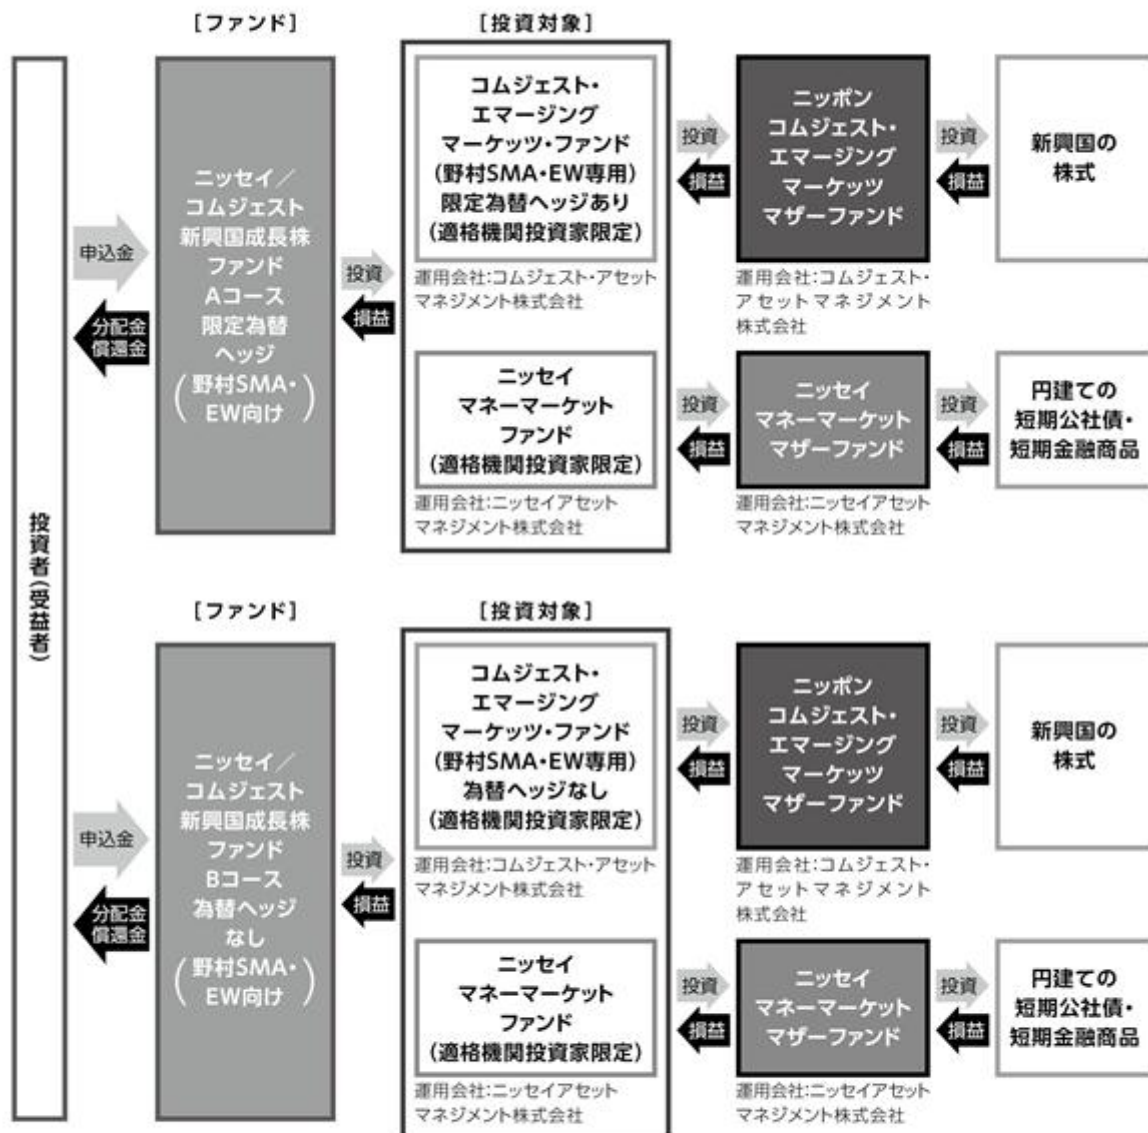 [ファンド]
[投資対象]
投資者(受益者)
申込金
分配金
償還金
ニッセイ／
コムジェスト
新興国成長株
ファンド
Aコース
限定為替
ヘッジ
(野村SMA・
EW向け)
投資
損益
コムジェスト・
エマージング
マーケッツ・ファンド
(野村SMA・EW専用)
限定為替ヘッジあり
(適格機関投資家限定)
運用会社:コムジェスト・アセット
マネジメント株式会社
投資
損益
ニッポン
コムジェスト・
エマージング
マーケッツ
マザーファンド
運用会社:コムジェスト・
アセットマネジメント
株式会社
投資
損益
新興国の
株式
ニッセイ
マネーマーケット
ファンド
(適格機関投資家限定)
運用会社:ニッセイアセット
マネジメント株式会社
投資
損益
ニッセイ
マネーマーケット
マザーファンド
運用会社:ニッセイアセット
マネジメント株式会社
投資
損益
円建ての
短期公社債・
短期金融商品
[ファンド]
[投資対象]
申込金
分配金
償還金
ニッセイ／
コムジェスト
新興国成長株
ファンド
Bコース
為替ヘッジ
なし
(野村SMA・
EW向け)
投資
損益
コムジェスト・
エマージング
マーケッツ・ファンド
(野村SMA・EW専用)
為替ヘッジなし
(適格機関投資家限定)
運用会社:コムジェスト・アセット
マネジメント株式会社
投資
損益
ニッポン
コムジェスト・
エマージング
マーケッツ
マザーファンド
運用会社:コムジェスト・
アセットマネジメント
株式会社
投資
損益
新興国の
株式
ニッセイ
マネーマーケット
ファンド
(適格機関投資家限定)
運用会社:ニッセイアセット
マネジメント株式会社
投資
損益
ニッセイ
マネーマーケット
マザーファンド
運用会社:ニッセイアセット
マネジメント株式会社
投資
損益
円建ての
短期公社債・
短期金融商品